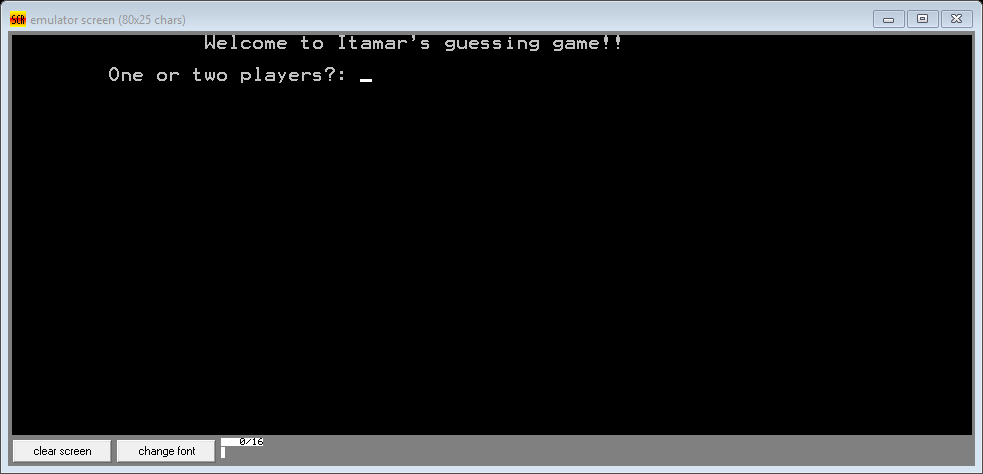 SCR
emulator screen (80x25 chars)
Welcome to Itamar's guessing game!!
One or two players?: _
clear screen
change font
0/16